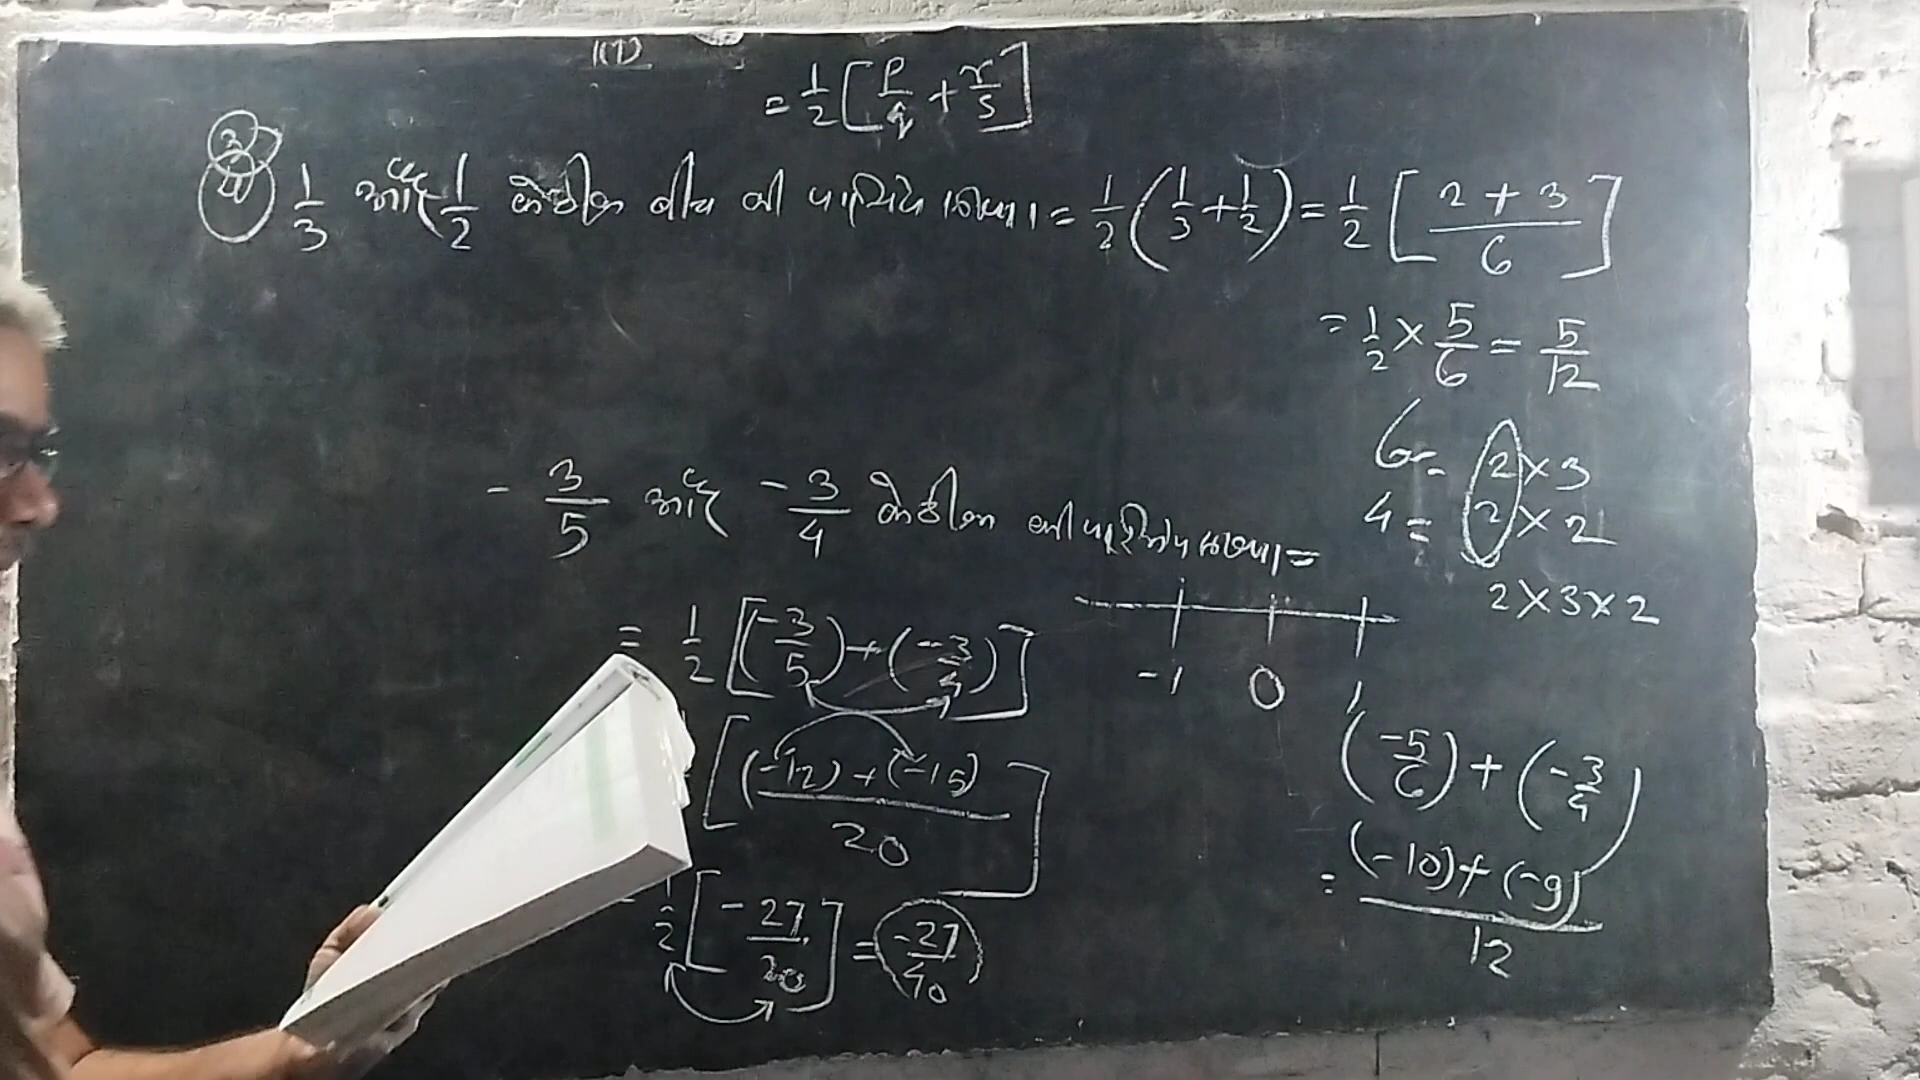 = 1/2 [p/q + r/s]
1/3 और 1/2 के ठीक बीच की परिमेय संख्या = 1/2 (1/3 + 1/2) = 1/2 [2 + 3 / 6]
= 1/2 × 5/6 = 5/12
6 = 2 × 3
4 = 2 × 2
2 × 3 × 2
- 3/5 और - 3/4 के ठीक की परिमेय संख्या =
= 1/2 [(-3/5) + (-3/4)]
[(-12) + (-15) / 20]
1/2 [-27/20] = -27/40
-1 0 1
(-5/6) + (-3/4)
= (-10) + (-9) / 12